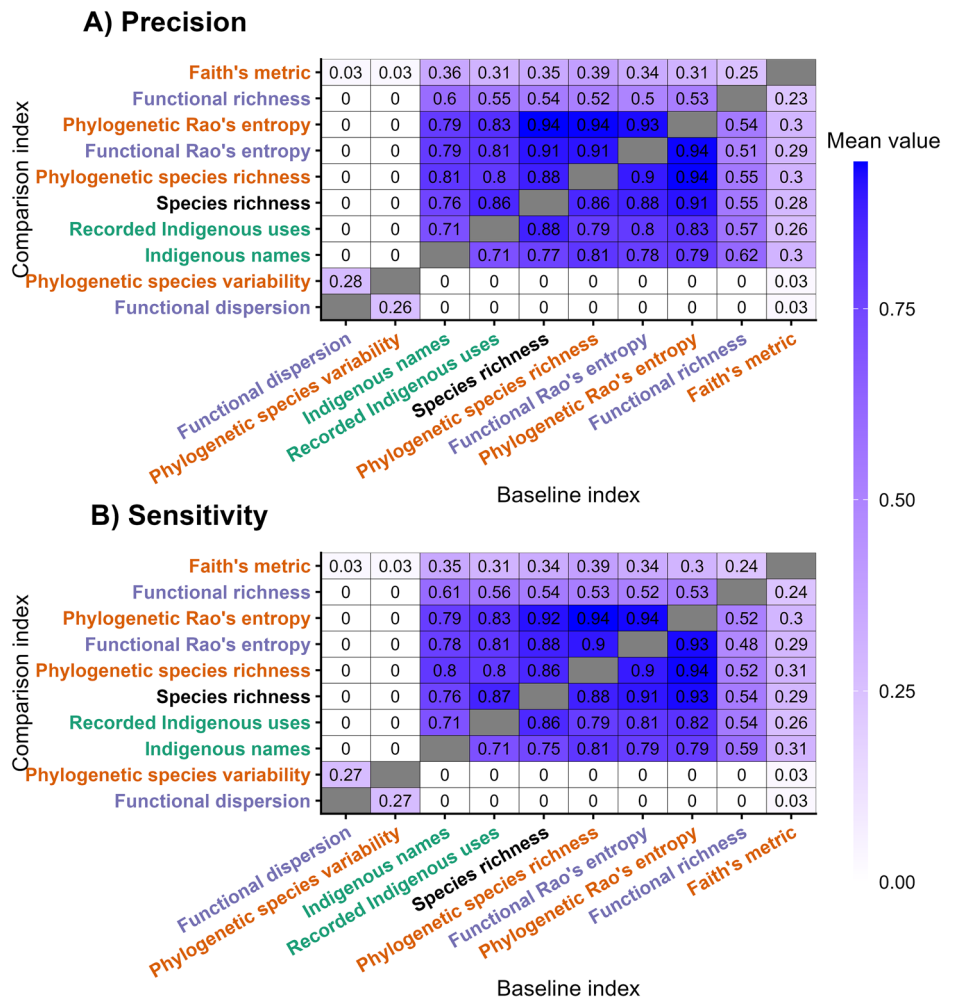 A) Precision
Comparison index
Faith's metric 0.03 0.03 0.36 0.31 0.35 0.39 0.34 0.31 0.25
Functional richness 0 0 0.6 0.55 0.54 0.52 0.5 0.53 0.23
Phylogenetic Rao's entropy 0 0 0.79 0.83 0.94 0.94 0.93 0.54 0.3
Functional Rao's entropy 0 0 0.79 0.81 0.91 0.91 0.94 0.51 0.29
Phylogenetic species richness 0 0 0.81 0.8 0.88 0.9 0.94 0.55 0.3
Species richness 0 0 0.76 0.86 0.86 0.88 0.91 0.55 0.28
Recorded Indigenous uses 0 0 0.71 0.88 0.79 0.8 0.83 0.57 0.26
Indigenous names 0 0 0.71 0.77 0.81 0.78 0.79 0.62 0.3
Phylogenetic species variability 0.28 0 0 0 0 0 0 0 0.03
Functional dispersion 0.26 0 0 0 0 0 0 0 0.03
Functional dispersion
Phylogenetic species variability
Indigenous names
Recorded Indigenous uses
Species richness
Phylogenetic species richness
Functional Rao's entropy
Phylogenetic Rao's entropy
Functional richness
Faith's metric
Baseline index
Mean value
0.75
0.50
0.25
0.00
B) Sensitivity
Comparison index
Faith's metric 0.03 0.03 0.35 0.31 0.34 0.39 0.34 0.3 0.24
Functional richness 0 0 0.61 0.56 0.54 0.53 0.52 0.53 0.24
Phylogenetic Rao's entropy 0 0 0.79 0.83 0.92 0.94 0.94 0.52 0.3
Functional Rao's entropy 0 0 0.78 0.81 0.88 0.9 0.93 0.48 0.29
Phylogenetic species richness 0 0 0.8 0.8 0.86 0.9 0.94 0.52 0.31
Species richness 0 0 0.76 0.87 0.88 0.91 0.93 0.54 0.29
Recorded Indigenous uses 0 0 0.71 0.86 0.79 0.81 0.82 0.54 0.26
Indigenous names 0 0 0.71 0.75 0.81 0.79 0.79 0.59 0.31
Phylogenetic species variability 0.27 0 0 0 0 0 0 0 0.03
Functional dispersion 0.27 0 0 0 0 0 0 0 0.03
Functional dispersion
Phylogenetic species variability
Indigenous names
Recorded Indigenous uses
Species richness
Phylogenetic species richness
Functional Rao's entropy
Phylogenetic Rao's entropy
Functional richness
Faith's metric
Baseline index